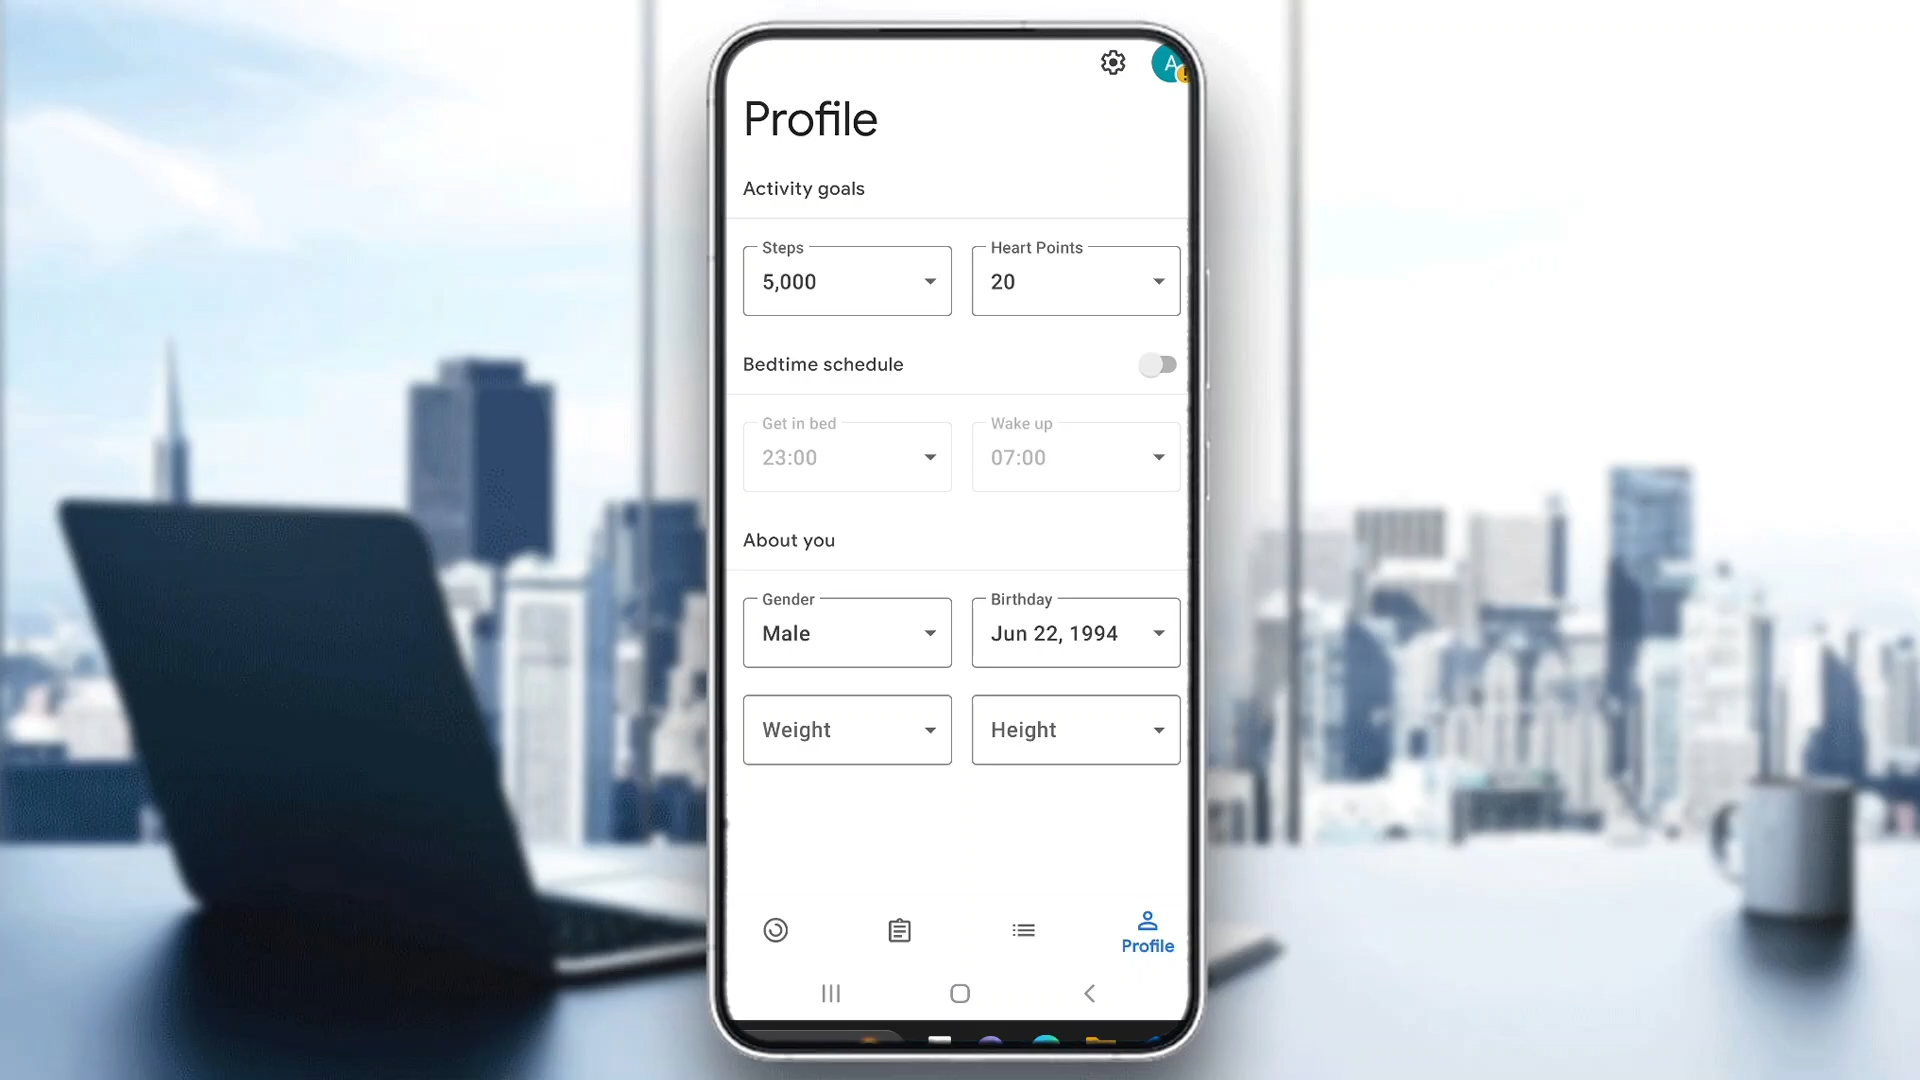 A
Profile
Activity goals
Steps
Heart Points
5,000
20
Bedtime schedule
Get in bed
Wake up
23:00
07:00
About you
Gender
Birthday
Male
Jun 22, 1994
Weight
Height
Profile